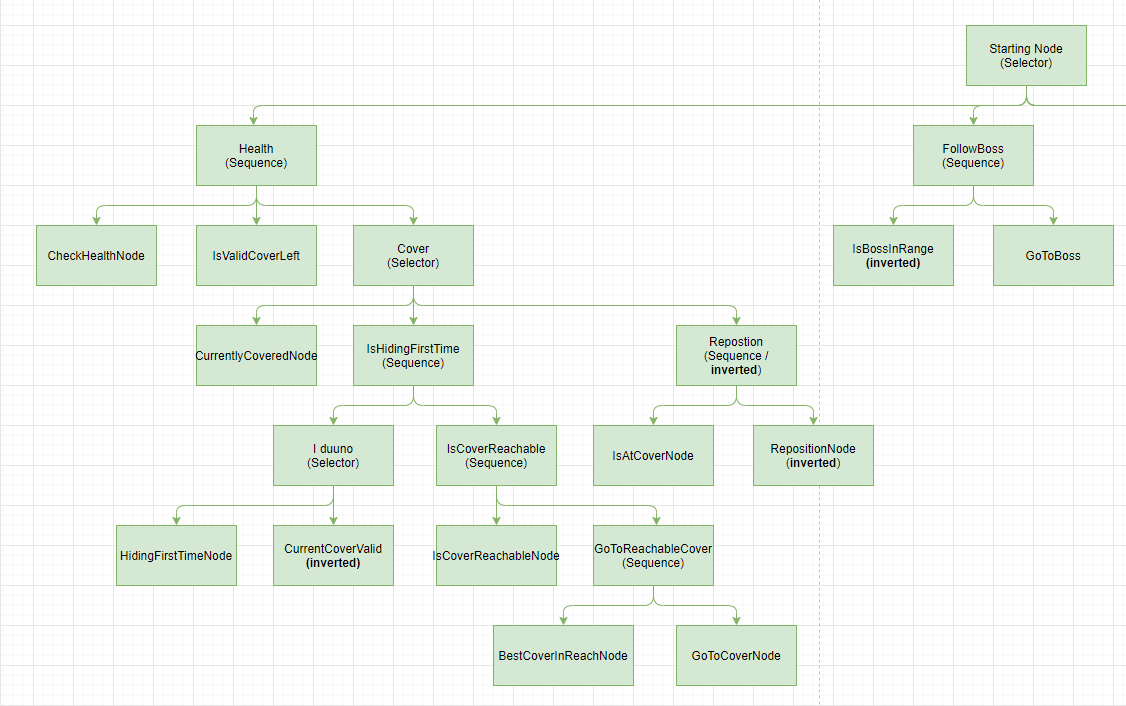 Starting Node
(Selector)
Health
(Sequence)
FollowBoss
(Sequence)
CheckHealthNode
IsValidCoverLeft
Cover
(Selector)
IsBossInRange
(inverted)
GoToBoss
CurrentlyCoveredNode
IsHidingFirstTime
(Sequence)
Repostion
(Sequence /
inverted)
I duuno
(Selector)
IsCoverReachable
(Sequence)
IsAtCoverNode
RepositionNode
(inverted)
HidingFirstTimeNode
CurrentCoverValid
(inverted)
IsCoverReachableNode
GoToReachableCover
(Sequence)
BestCoverInReachNode
GoToCoverNode